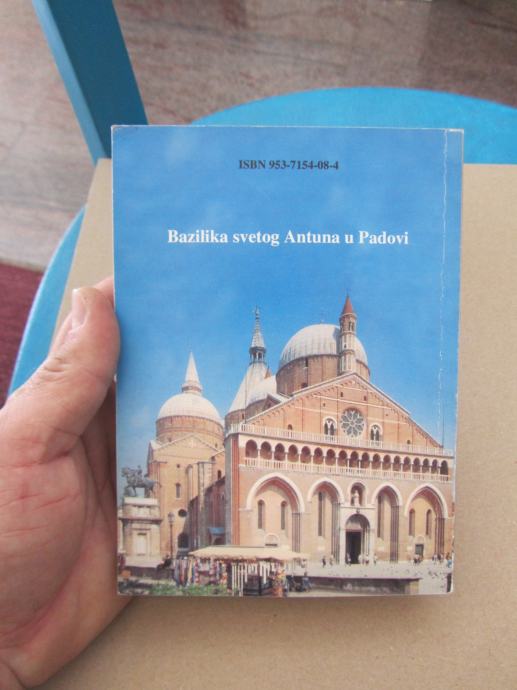 ISBN 953-7154-08-4
Bazilika svetog Antuna u Padovi